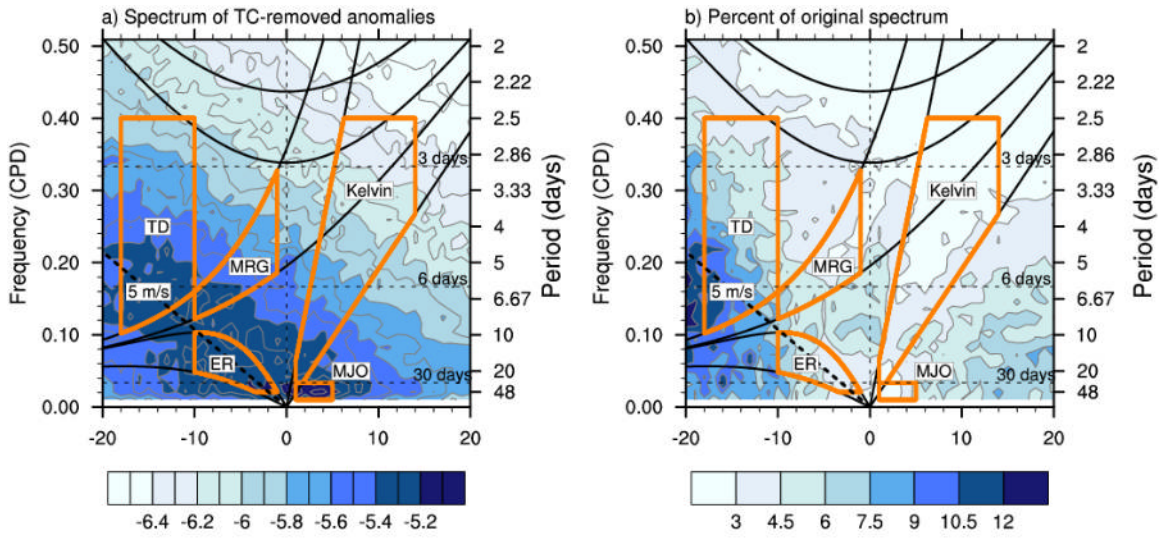 a) Spectrum of TC-removed anomalies
b) Percent of original spectrum
Frequency (CPD)
0.50
0.40
0.30
0.20
0.10
0.00
-20
-10
0
10
20
2
2.22
2.5
2.86
3.33
4
5
6.67
10
20
48
Period (days)
3 days
6 days
30 days
TD
MRG
Kelvin
5 m/s
ER
MJO
-6.4
-6.2
-6
-5.8
-5.6
-5.4
-5.2
Frequency (CPD)
0.50
0.40
0.30
0.20
0.10
0.00
-20
-10
0
10
20
2
2.22
2.5
2.86
3.33
4
5
6.67
10
20
48
Period (days)
3 days
6 days
30 days
TD
MRG
Kelvin
5 m/s
ER
MJO
3
4.5
6
7.5
9
10.5
12